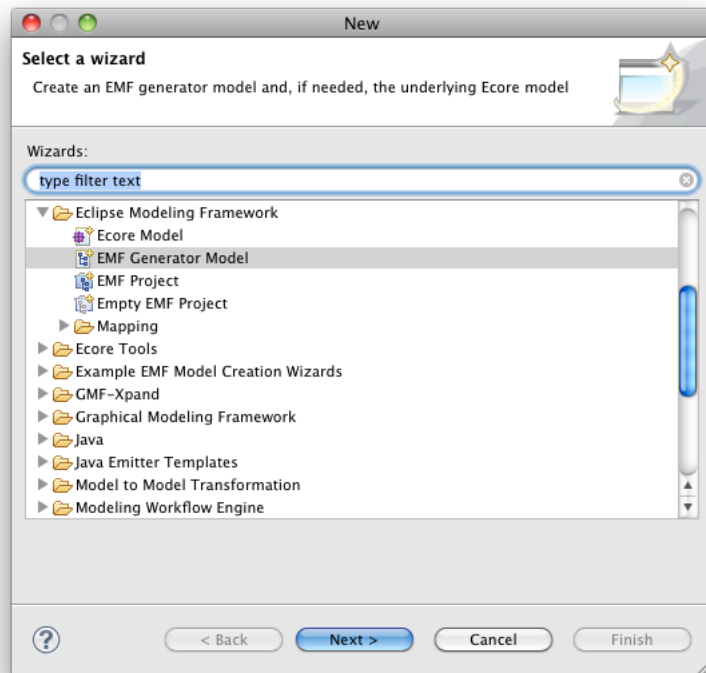 New
Select a wizard
Create an EMF generator model and, if needed, the underlying Ecore model
Wizards:
type filter text
Eclipse Modeling Framework
Ecore Model
EMF Generator Model
EMF Project
Empty EMF Project
Mapping
Ecore Tools
Example EMF Model Creation Wizards
GMF-Xpand
Graphical Modeling Framework
Java
Java Emitter Templates
Model to Model Transformation
Modeling Workflow Engine
? < Back Next > Cancel Finish